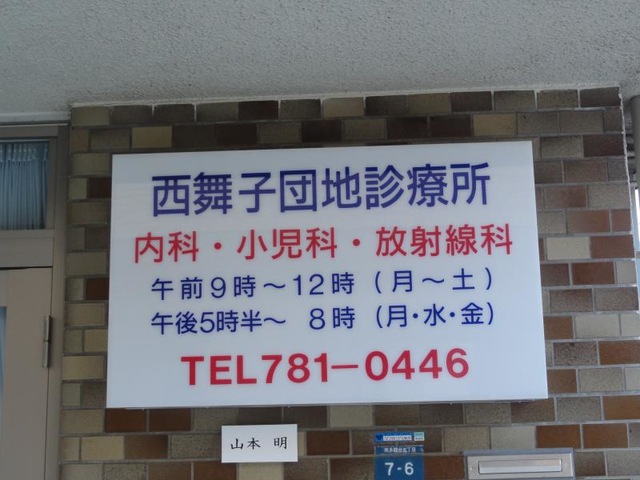 西舞子団地診療所
内科・小児科・放射線科
午前9時～12時(月～土)
午後5時半～ 8時(月・水・金)
TEL781-0446
山本 明
7-6